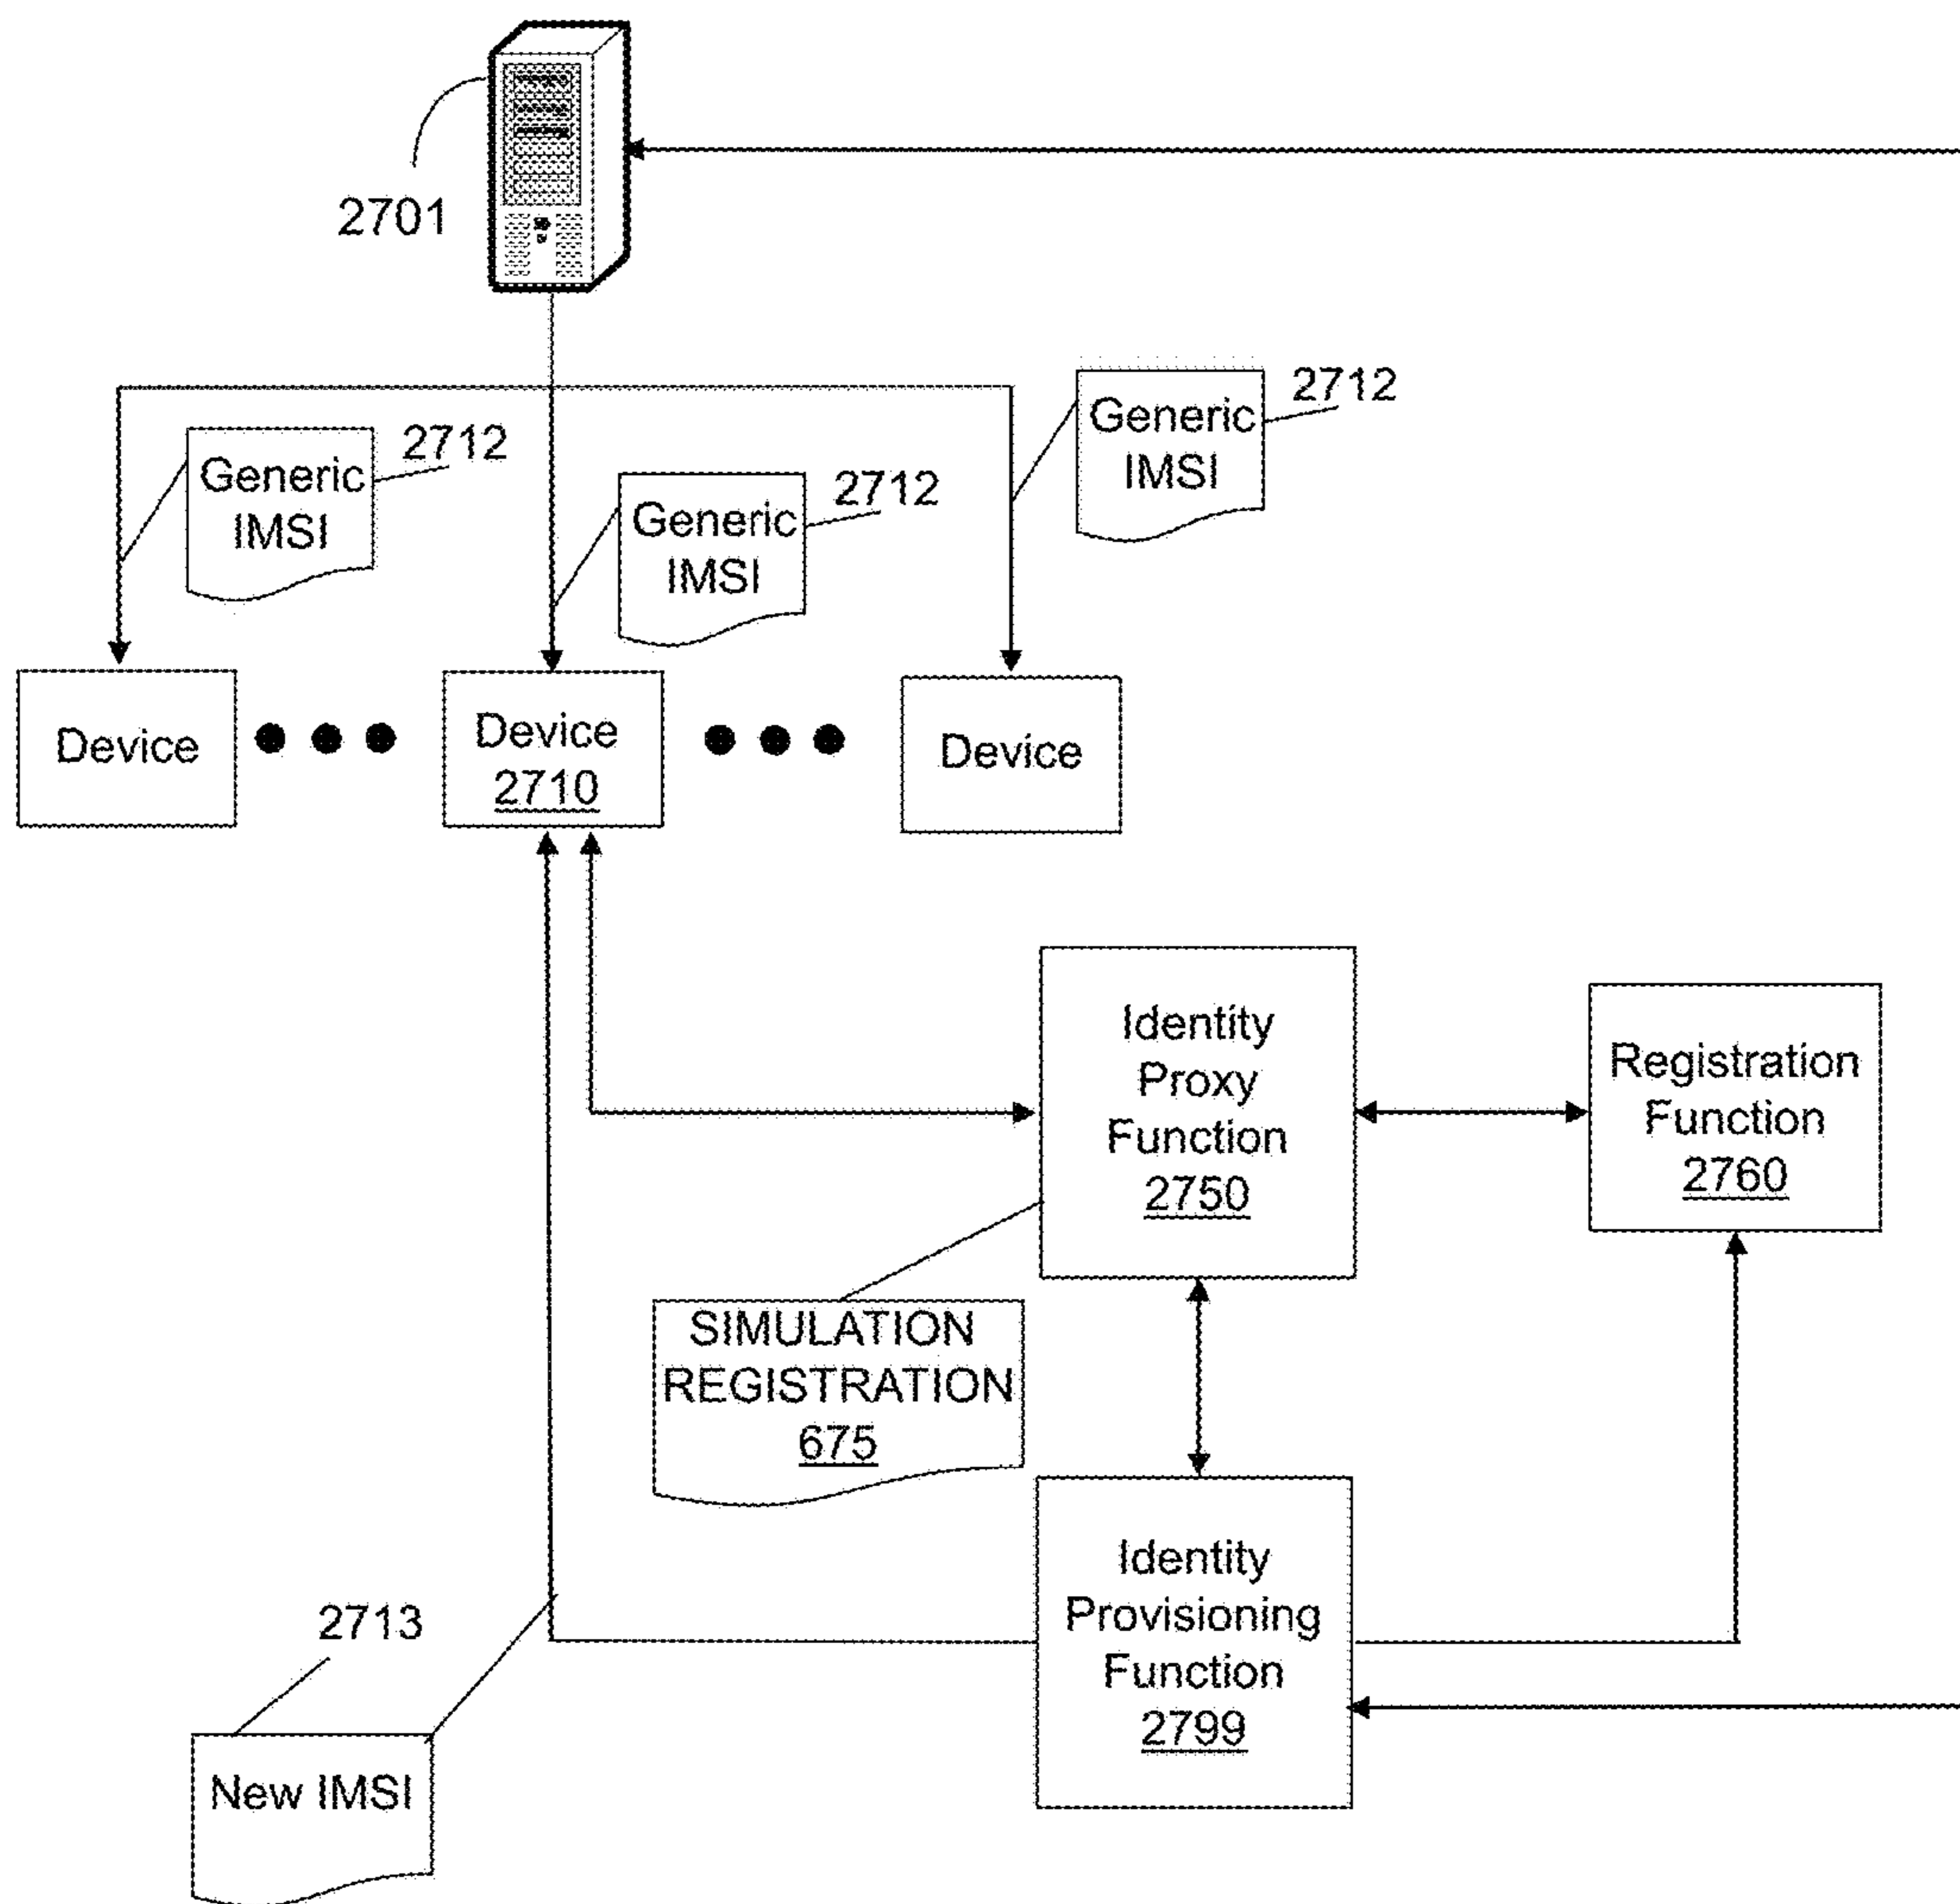 2701
2712
Generic
IMSI
2712
Generic
IMSI
2712
Generic
IMSI
Device
Device
2710
Device
Identity
Proxy
Function
2750
Registration
Function
2760
SIMULATION
REGISTRATION
675
Identity
Provisioning
Function
2799
2713
New IMSI